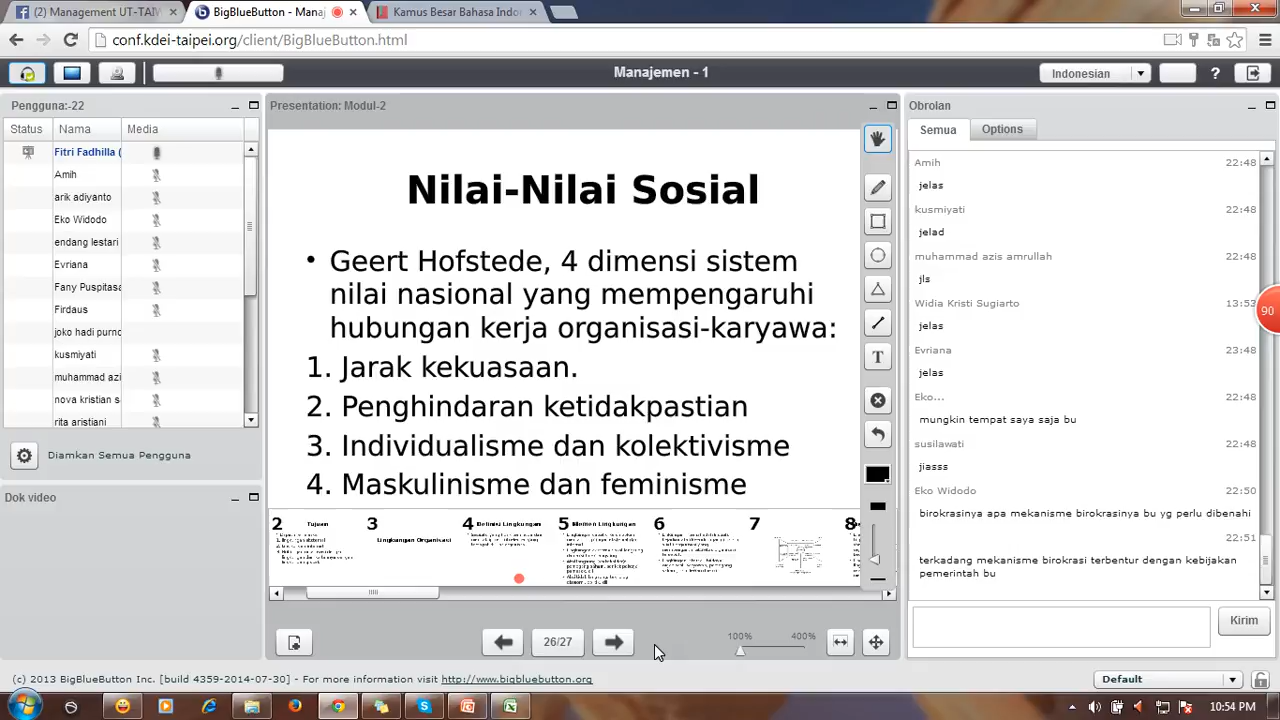 (2) Management UT-TAIW
BigBlueButton - Manaj
Kamus Besar Bahasa Indon
conf.kdei-taipei.org/client/BigBlueButton.html
Manajemen - 1
Indonesian
?
Pengguna:-22
Status Nama Media
Fitri Fadhilla (
Amih
arik adiyanto
Eko Widodo
endang lestari
Evriana
Fany Puspitasa
Firdaus
joko hadi purno
kusmiyati
muhammad azi
nova kristian s
rita aristiani
Diamkan Semua Pengguna
Dok video
Presentation: Modul-2
Nilai-Nilai Sosial
• Geert Hofstede, 4 dimensi sistem
nilai nasional yang mempengaruhi
hubungan kerja organisasi-karyawa:
1. Jarak kekuasaan.
2. Penghindaran ketidakpastian
3. Individualisme dan kolektivisme
4. Maskulinisme dan feminisme
T
2 Tujuan
3 Lingkungan Organisasi
4 Definisi Lingkungan
5 Elemen Lingkungan
6
7
8
26/27
100% 400%
Obrolan
Semua Options
Amih 22:48
jelas
kusmiyati 22:48
jelad
muhammad azis amrullah 22:48
jls
Widia Kristi Sugiarto 13:53
jelas
Evriana 23:48
jelas
Eko... 22:48
mungkin tempat saya saja bu
susilawati 22:48
jiasss
Eko Widodo 22:50
birokrasinya apa mekanisme birokrasinya bu yg perlu dibenahi
22:51
terkadang mekanisme birokrasi terbentur dengan kebijakan
pemerintah bu
90
Kirim
(c) 2013 BigBlueButton Inc. [build 4359-2014-07-30] - For more information visit http://www.bigbluebutton.org
Default
10:54 PM